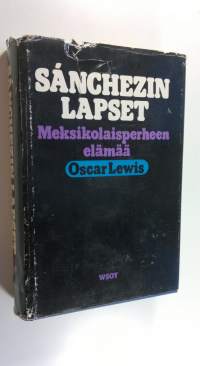 SÁNCHEZIN
LAPSET
Meksikolaisperheen
elämää
Oscar Lewis
WSOY